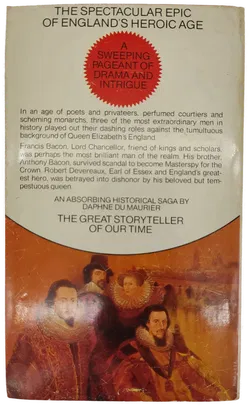 THE SPECTACULAR EPIC
OF ENGLAND'S HEROIC AGE
A
SWEEPING
PAGEANT OF
DRAMA AND
INTRIGUE
In an age of poets and privateers, perfumed courtiers and
scheming monarchs, three of the most extraordinary men in
history played out their dashing roles against the tumultuous
background of Queen Elizabeth's England.
Francis Bacon, Lord Chancellor, friend of kings and scholars,
was perhaps the most brilliant man of the realm. His brother,
Anthony Bacon, survived scandal to become Masterspy for the
Crown. Robert Devereaux, Earl of Essex and England's great-
est hero, was betrayed into dishonor by his beloved but tem-
pestuous queen.
AN ABSORBING HISTORICAL SAGA BY
DAPHNE DU MAURIER
THE GREAT STORYTELLER
OF OUR TIME